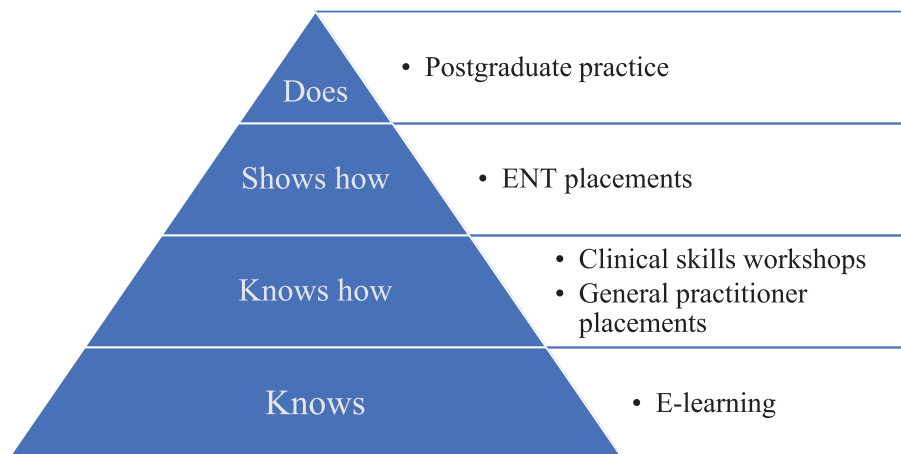 Does
• Postgraduate practice
Shows how
• ENT placements
Knows how
• Clinical skills workshops
• General practitioner
placements
Knows
• E-learning